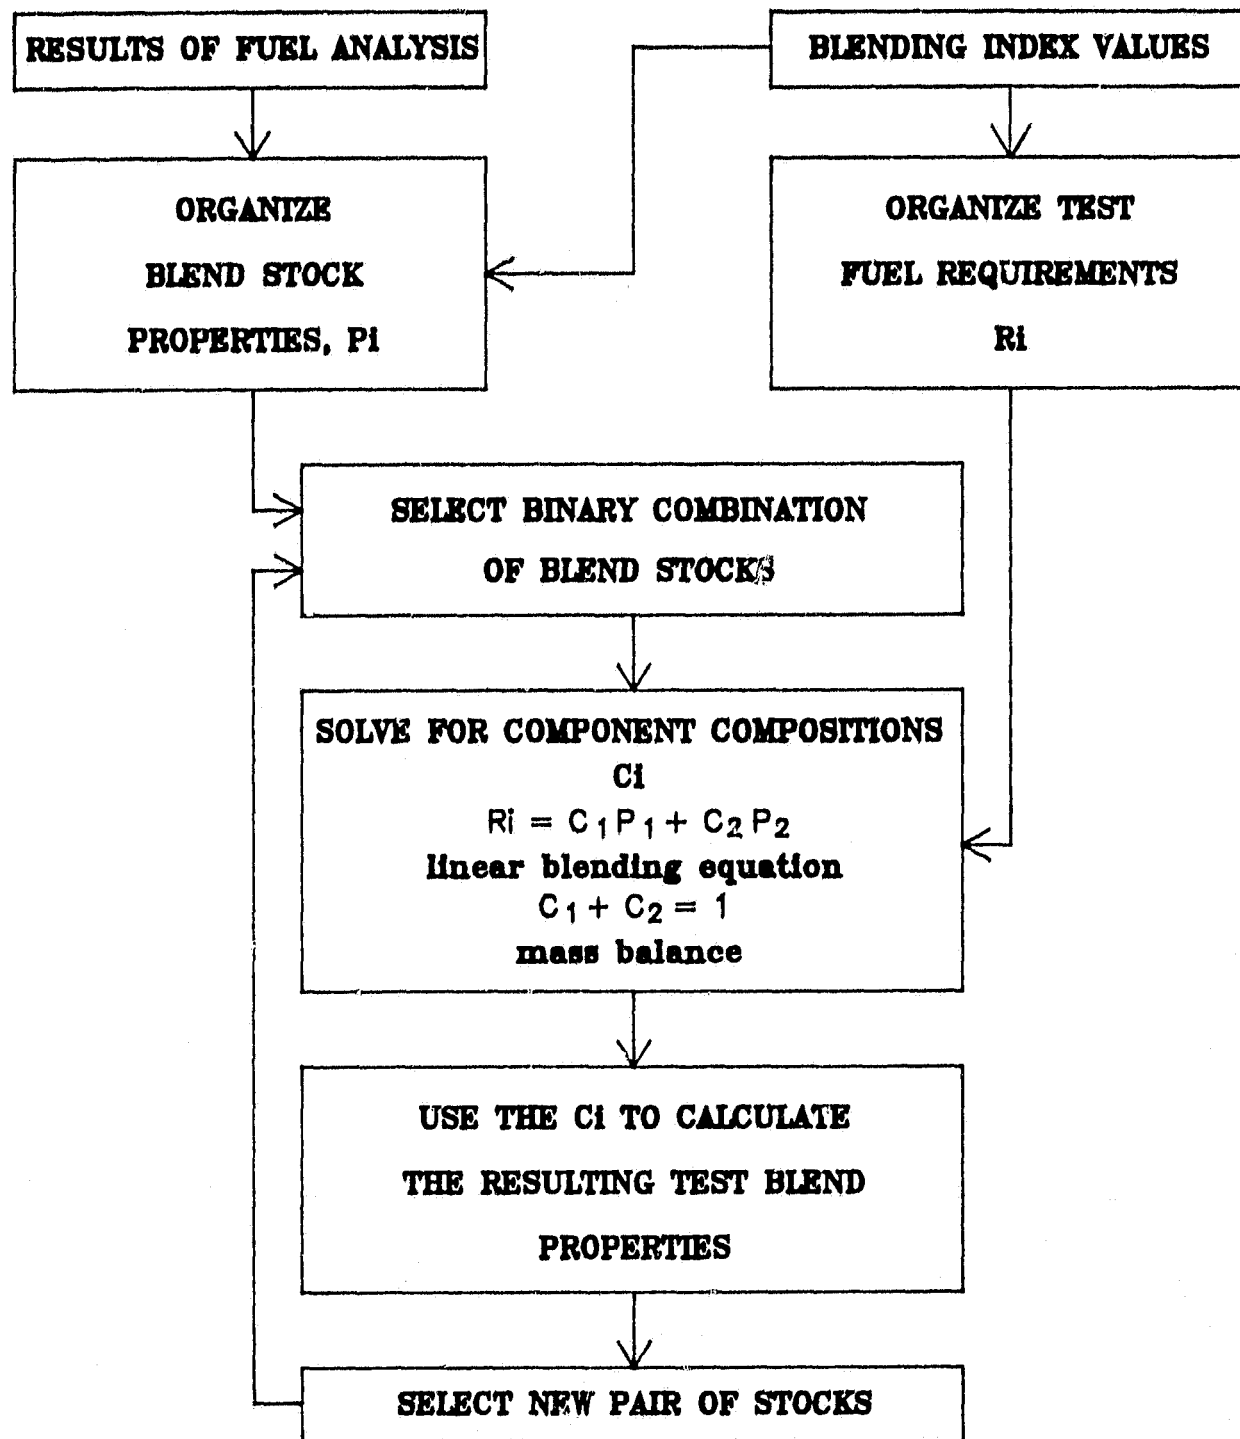 RESULTS OF FUEL ANALYSIS
BLENDING INDEX VALUES
ORGANIZE
BLEND STOCK
PROPERTIES, Pi
ORGANIZE TEST
FUEL REQUIREMENTS
Ri
SELECT BINARY COMBINATION
OF BLEND STOCKS
SOLVE FOR COMPONENT COMPOSITIONS
Ci
Ri = C₁P₁ + C₂P₂
linear blending equation
C₁ + C₂ = 1
mass balance
USE THE Ci TO CALCULATE
THE RESULTING TEST BLEND
PROPERTIES
SELECT NEW PAIR OF STOCKS